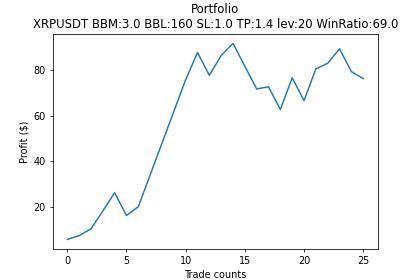 Portfolio
XRPUSDT BBM:3.0 BBL:160 SL:1.0 TP:1.4 lev:20 WinRatio:69.0
80
60
40
20
Profit ($)
0 5 10 15 20 25
Trade counts